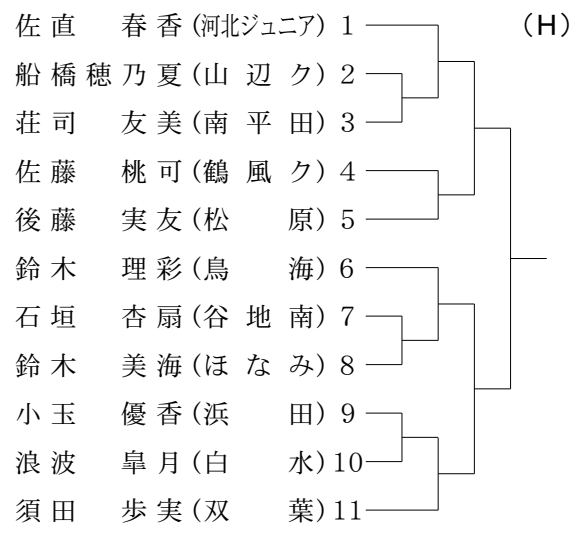 佐直 春香(河北ジュニア) 1 (H)
船橋穂乃夏(山辺ク) 2
荘司 友美(南平田) 3
佐藤 桃可(鶴風ク) 4
後藤 実友(松原) 5
鈴木 理彩(鳥海) 6
石垣 杏扇(谷地南) 7
鈴木 美海(ほなみ) 8
小玉 優香(浜田) 9
浪波 皐月(白水)10
須田 歩実(双葉)11